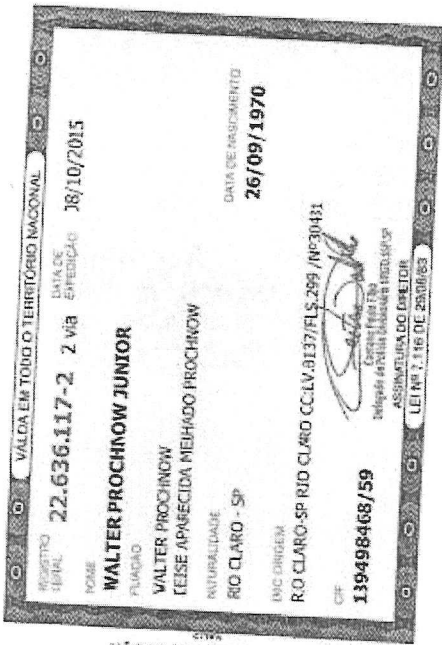 VALIDA EM TODO O TERRITÓRIO NACIONAL
REGISTRO GERAL 22.636.117-2 2 via DATA DE EXPEDIÇÃO 08/10/2015
NOME
WALTER PROCHNOW JUNIOR
FILIAÇÃO
WALTER PROCHNOW
APARECIDA MELHADO PROCHNOW
NATURALIDADE DATA DE NASCIMENTO
RIO CLARO - SP 26/09/1970
DOC ORIGEM
RIO CLARO-SP RIO CLARO CC:LV.B137/FLS.299 /Nº30431
CPF
139498468/59
ASSINATURA DO DIRETOR
LEI Nº 7.116 DE 29/08/83